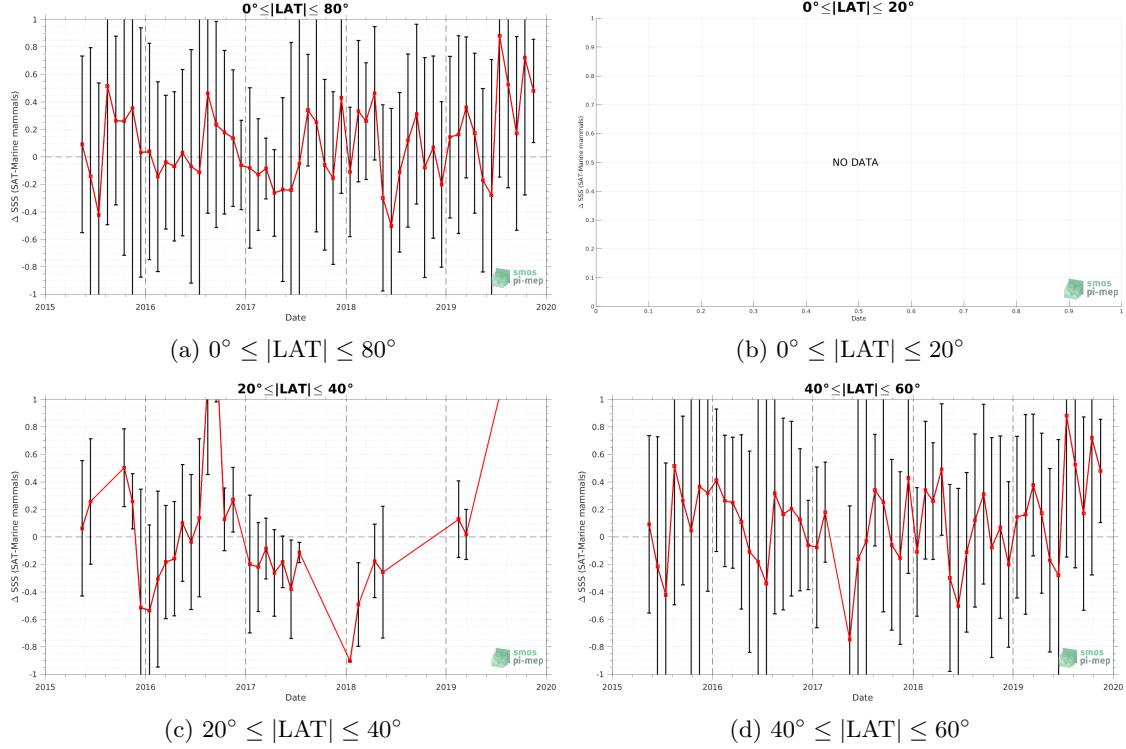 0°≤|LAT|≤ 80°
Δ SSS (SAT-Marine mammals)
1
0.8
0.6
0.4
0.2
0
-0.2
-0.4
-0.6
-0.8
-1
2015 2016 2017 2018 2019 2020
Date
smos
pi-mep
(a) 0° ≤ |LAT| ≤ 80°
0°≤|LAT|≤ 20°
Δ SSS (SAT-Marine mammals)
1
0.9
0.8
0.7
0.6
0.5
0.4
0.3
0.2
0.1
0
NO DATA
0 0.1 0.2 0.3 0.4 0.5 0.6 0.7 0.8 0.9 1
Date
smos
pi-mep
(b) 0° ≤ |LAT| ≤ 20°
20°≤|LAT|≤ 40°
Δ SSS (SAT-Marine mammals)
1
0.8
0.6
0.4
0.2
0
-0.2
-0.4
-0.6
-0.8
-1
2015 2016 2017 2018 2019 2020
Date
smos
pi-mep
(c) 20° ≤ |LAT| ≤ 40°
40°≤|LAT|≤ 60°
Δ SSS (SAT-Marine mammals)
1
0.8
0.6
0.4
0.2
0
-0.2
-0.4
-0.6
-0.8
-1
2015 2016 2017 2018 2019 2020
Date
smos
pi-mep
(d) 40° ≤ |LAT| ≤ 60°